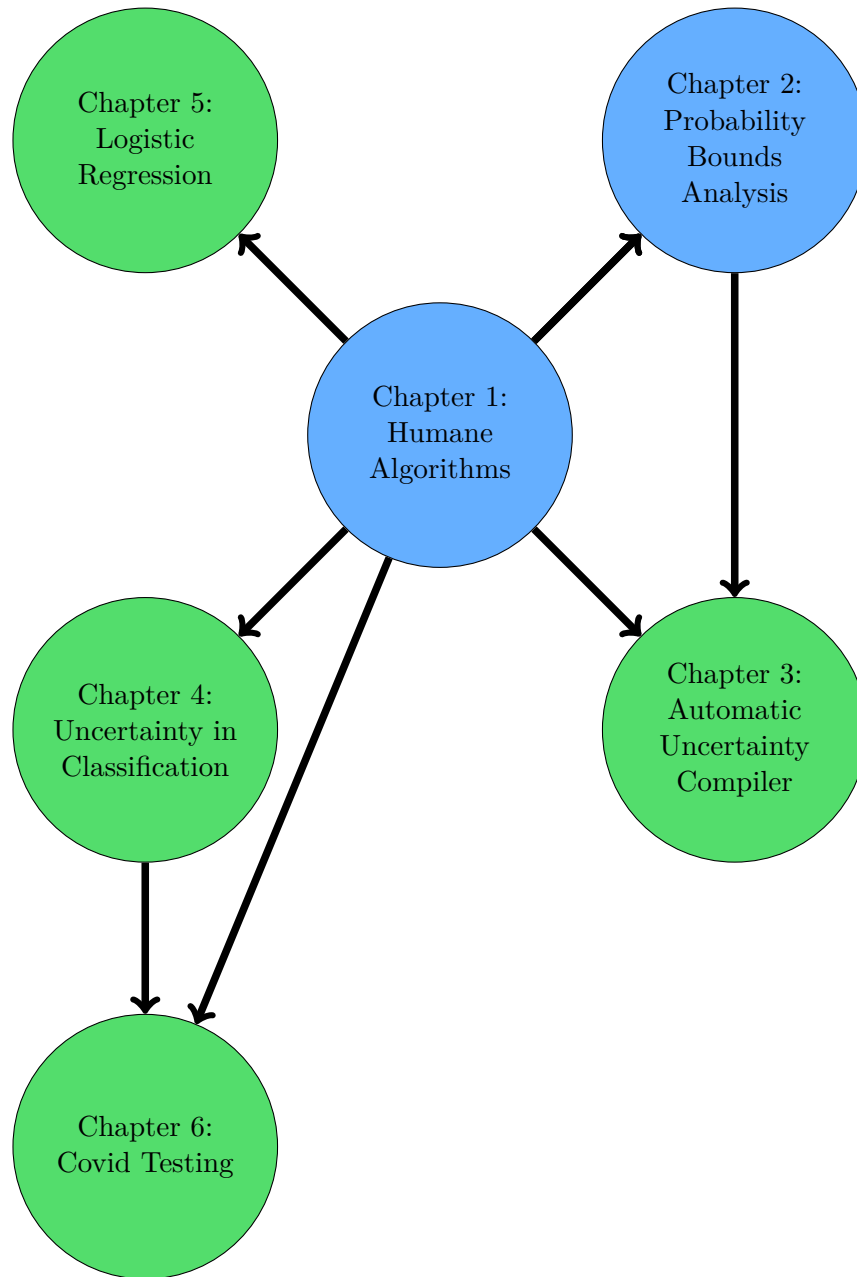 Chapter 5:
Logistic
Regression
Chapter 2:
Probability
Bounds
Analysis
Chapter 1:
Humane
Algorithms
Chapter 4:
Uncertainty in
Classification
Chapter 3:
Automatic
Uncertainty
Compiler
Chapter 6:
Covid Testing